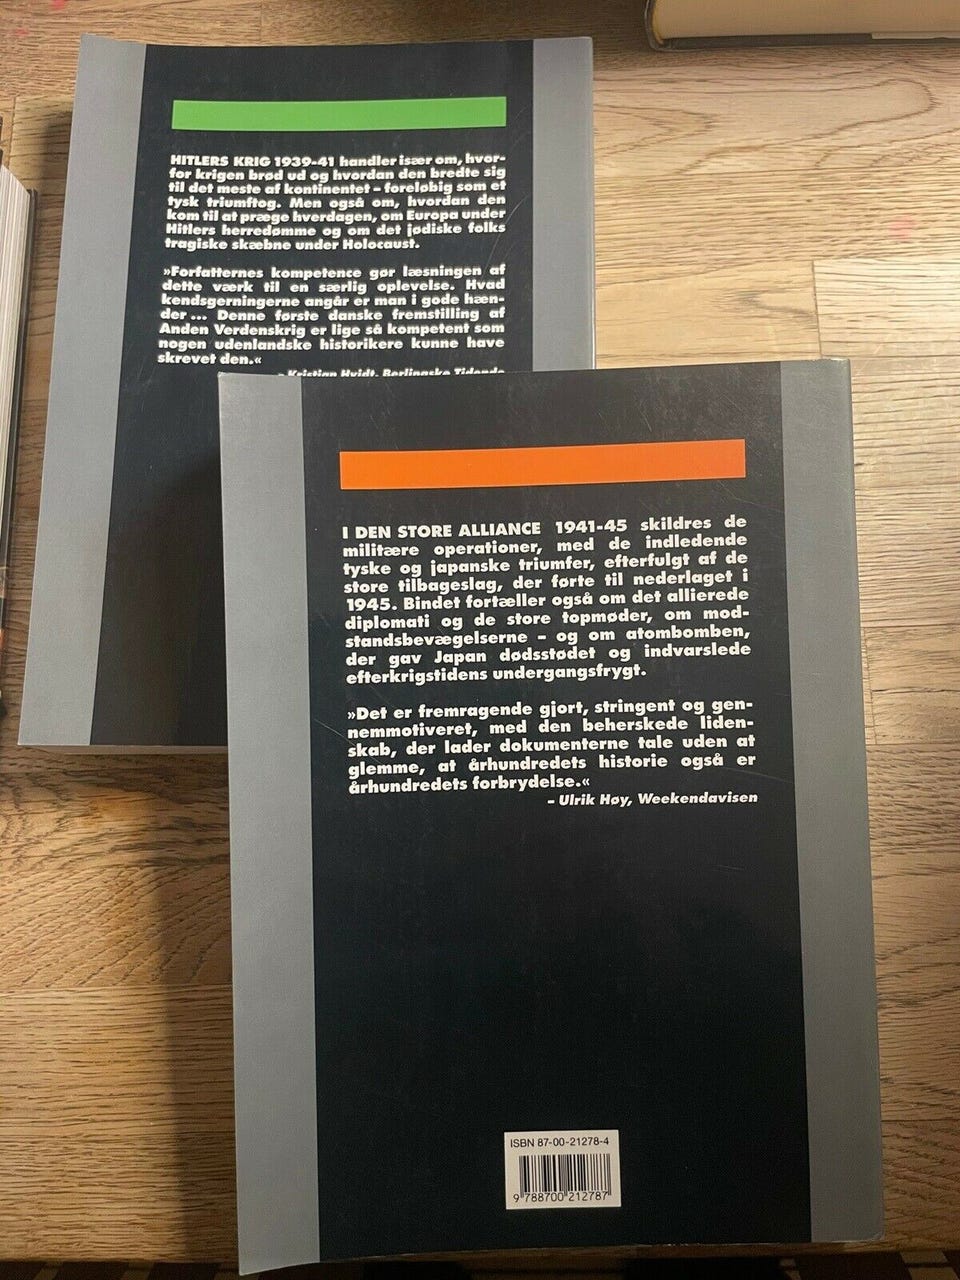 HITLERS KRIG 1939-41 handler især om, hvor-
for krigen brød ud og hvordan den bredte sig
til det meste af kontinentet – foreløbig som et
tysk triumftog. Men også om, hvordan den
kom til at præge hverdagen, om Europa under
Hitlers herredømme og om det jødiske folks
tragiske skæbne under Holocaust.
»Forfatternes kompetence gør læsningen af
dette værk til en særlig oplevelse. Hvad
kendsgerningerne angår er man i gode hæn-
der ... Denne første danske fremstilling af
Anden Verdenskrig er lige så kompetent som
nogen udenlandske historikere kunne have
skrevet den.«
– Kristian Hvidt, Berlingske Tidende
I DEN STORE ALLIANCE 1941-45 skildres de
militære operationer, med de indledende
tyske og japanske triumfer, efterfulgt af de
store tilbageslag, der førte til nederlaget i
1945. Bindet fortæller også om det allierede
diplomati og de store topmøder, om mod-
standsbevægelserne – og om atombomben,
der gav Japan dødsstødet og indvarslede
efterkrigstidens undergangsfrygt.
»Det er fremragende gjort, stringent og gen-
nemmotiveret, med den beherskede liden-
skab, der lader dokumenterne tale uden at
glemme, at århundredets historie også er
århundredets forbrydelse.«
– Ulrik Høy, Weekendavisen
ISBN 87-00-21278-4
9 788700 212787